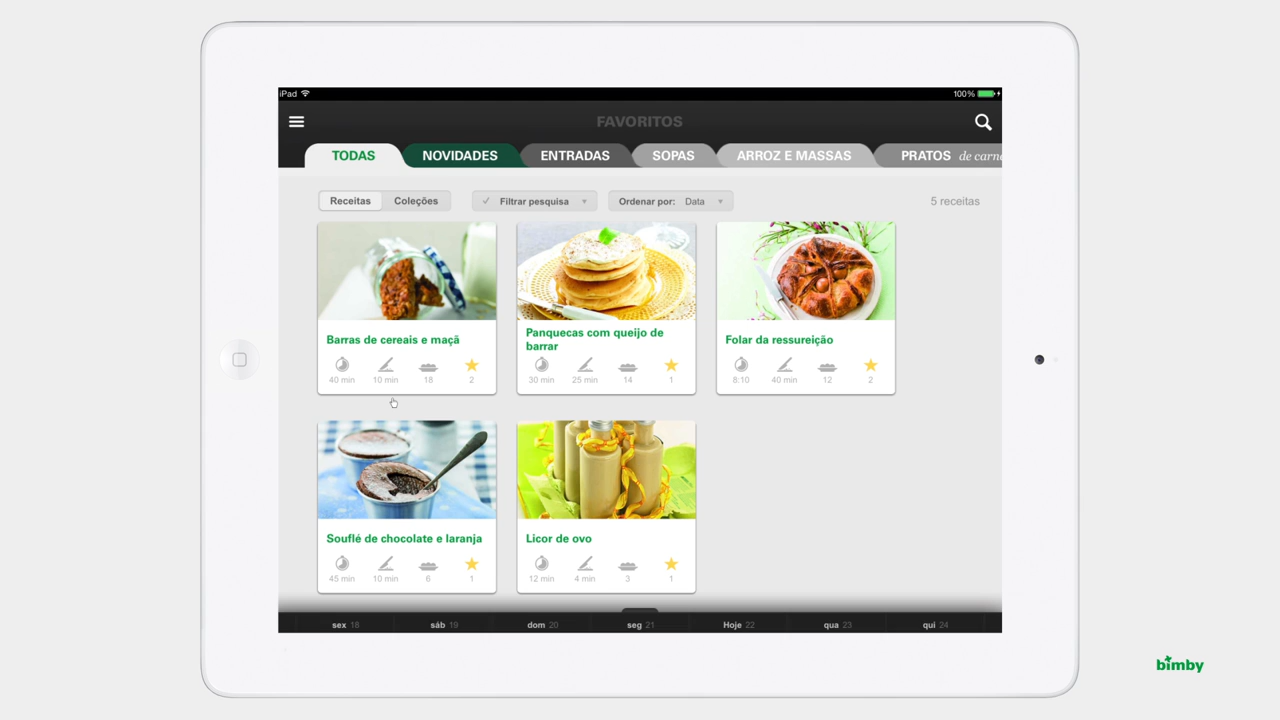 iPad 100%
FAVORITOS
TODAS NOVIDADES ENTRADAS SOPAS ARROZ E MASSAS PRATOS de carne
Receitas Coleções Filtrar pesquisa Ordenar por: Data 5 receitas
Barras de cereais e maçã
40 min 10 min 18 2
Panquecas com queijo de
barrar
30 min 25 min 14 1
Folar da ressureição
8:10 40 min 12 2
Souflé de chocolate e laranja
45 min 10 min 6 1
Licor de ovo
12 min 4 min 3 1
sex 18 sáb 19 dom 20 seg 21 Hoje 22 qua 23 qui 24
bimby